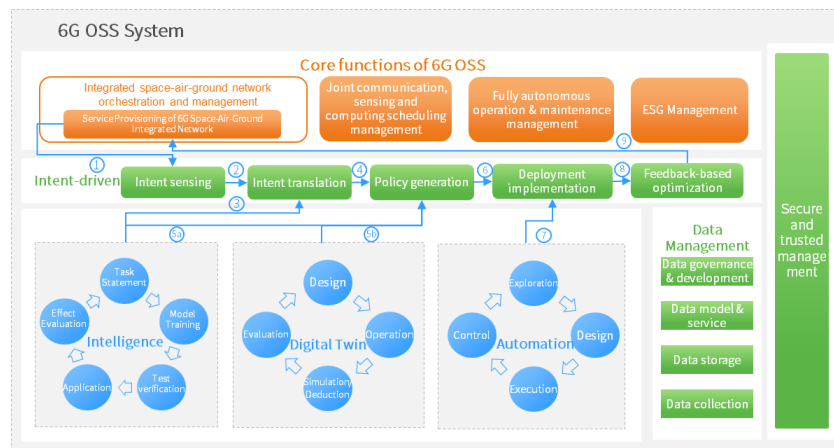 6G OSS System
Core functions of 6G OSS
Integrated space-air-ground network
orchestration and management
Service Provisioning of 6G Space-Air-Ground
Integrated Network
Joint communication,
sensing and
computing scheduling
management
Fully autonomous
operation & maintenance
management
ESG Management
9
1
2
4
6
8
Intent-driven
Intent sensing
Intent translation
Policy generation
Deployment
implementation
Feedback-based
optimization
3
5a
5b
7
Task
Statement
Model
Training
Test
verification
Application
Effect
Evaluation
Intelligence
Design
Operation
Simulation/
Deduction
Evaluation
Digital Twin
Exploration
Design
Execution
Control
Automation
Data
Management
Data governance
& development
Data model &
service
Data storage
Data collection
Secure
and
trusted
manage
ment